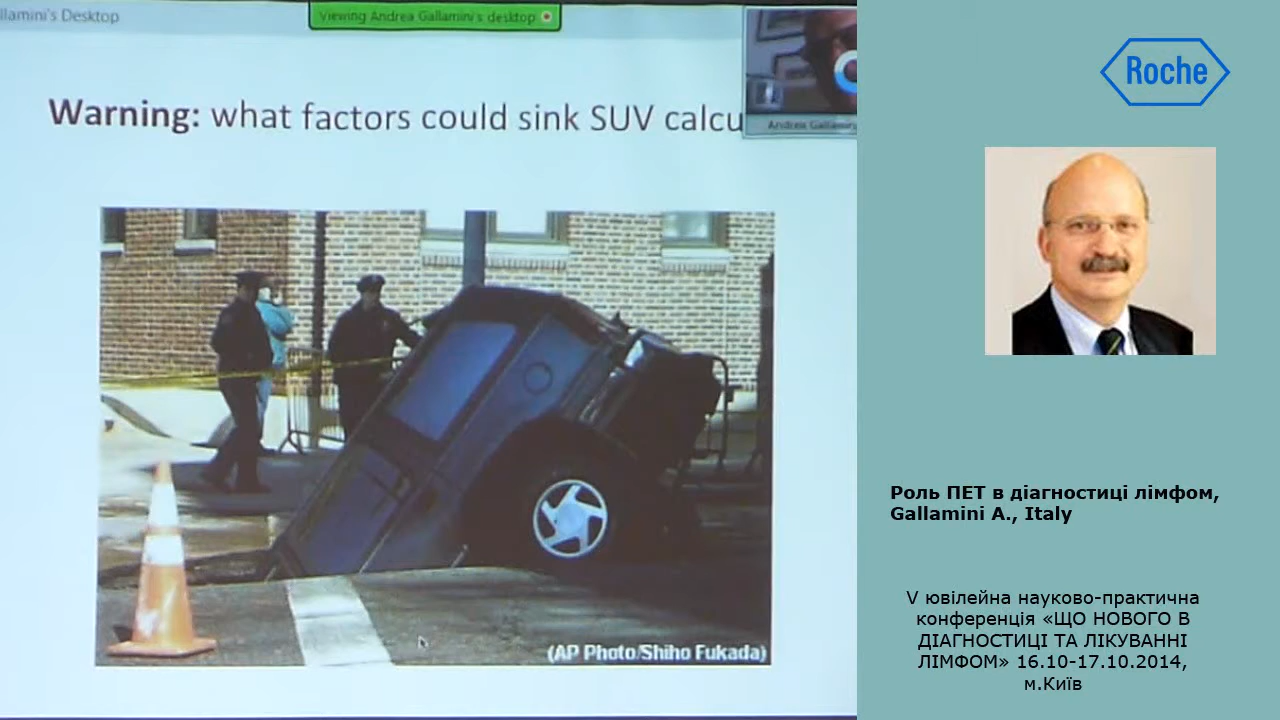 llamini's Desktop
Viewing Andrea Gallamini's desktop
Warning: what factors could sink SUV calcu
Andrea Gallamini
(AP Photo/Shiho Fukada)
Roche
Роль ПЕТ в діагностиці лімфом,
Gallamini A., Italy
V ювілейна науково-практична
конференція «ЩО НОВОГО В
ДІАГНОСТИЦІ ТА ЛІКУВАННІ
ЛІМФОМ» 16.10-17.10.2014,
м.Київ